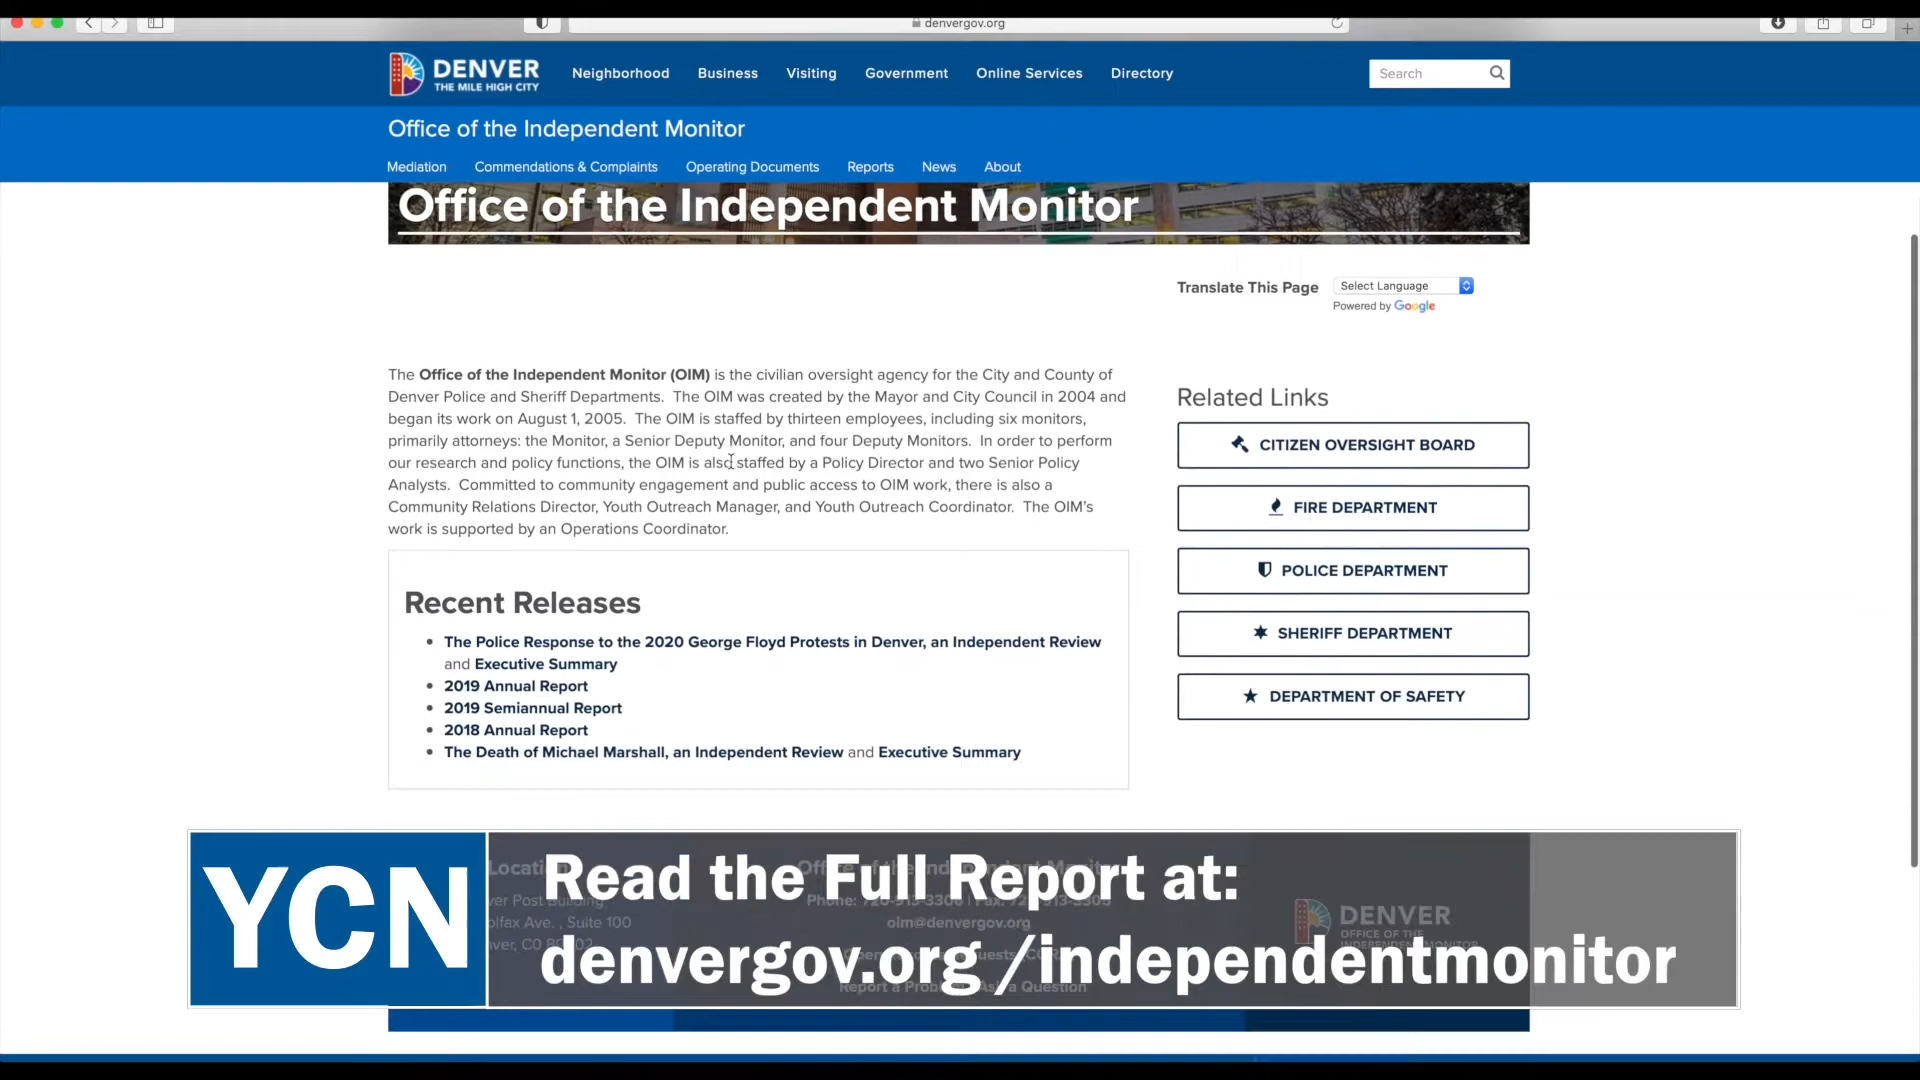 denvergov.org
DENVER
THE MILE HIGH CITY
Neighborhood
Business
Visiting
Government
Online Services
Directory
Search
Office of the Independent Monitor
Mediation
Commendations & Complaints
Operating Documents
Reports
News
About
Office of the Independent Monitor
Translate This Page
Select Language
Powered by Google
The Office of the Independent Monitor (OIM) is the civilian oversight agency for the City and County of
Denver Police and Sheriff Departments.  The OIM was created by the Mayor and City Council in 2004 and
began its work on August 1, 2005.  The OIM is staffed by thirteen employees, including six monitors,
primarily attorneys: the Monitor, a Senior Deputy Monitor, and four Deputy Monitors.  In order to perform
our research and policy functions, the OIM is also staffed by a Policy Director and two Senior Policy
Analysts.  Committed to community engagement and public access to OIM work, there is also a
Community Relations Director, Youth Outreach Manager, and Youth Outreach Coordinator.  The OIM's
work is supported by an Operations Coordinator.
Related Links
CITIZEN OVERSIGHT BOARD
FIRE DEPARTMENT
POLICE DEPARTMENT
SHERIFF DEPARTMENT
DEPARTMENT OF SAFETY
Recent Releases
• The Police Response to the 2020 George Floyd Protests in Denver, an Independent Review
and Executive Summary
• 2019 Annual Report
• 2019 Semiannual Report
• 2018 Annual Report
• The Death of Michael Marshall, an Independent Review and Executive Summary
YCN
Read the Full Report at:
denvergov.org /independentmonitor
oim@denvergov.org
DENVER
OFFICE OF THE